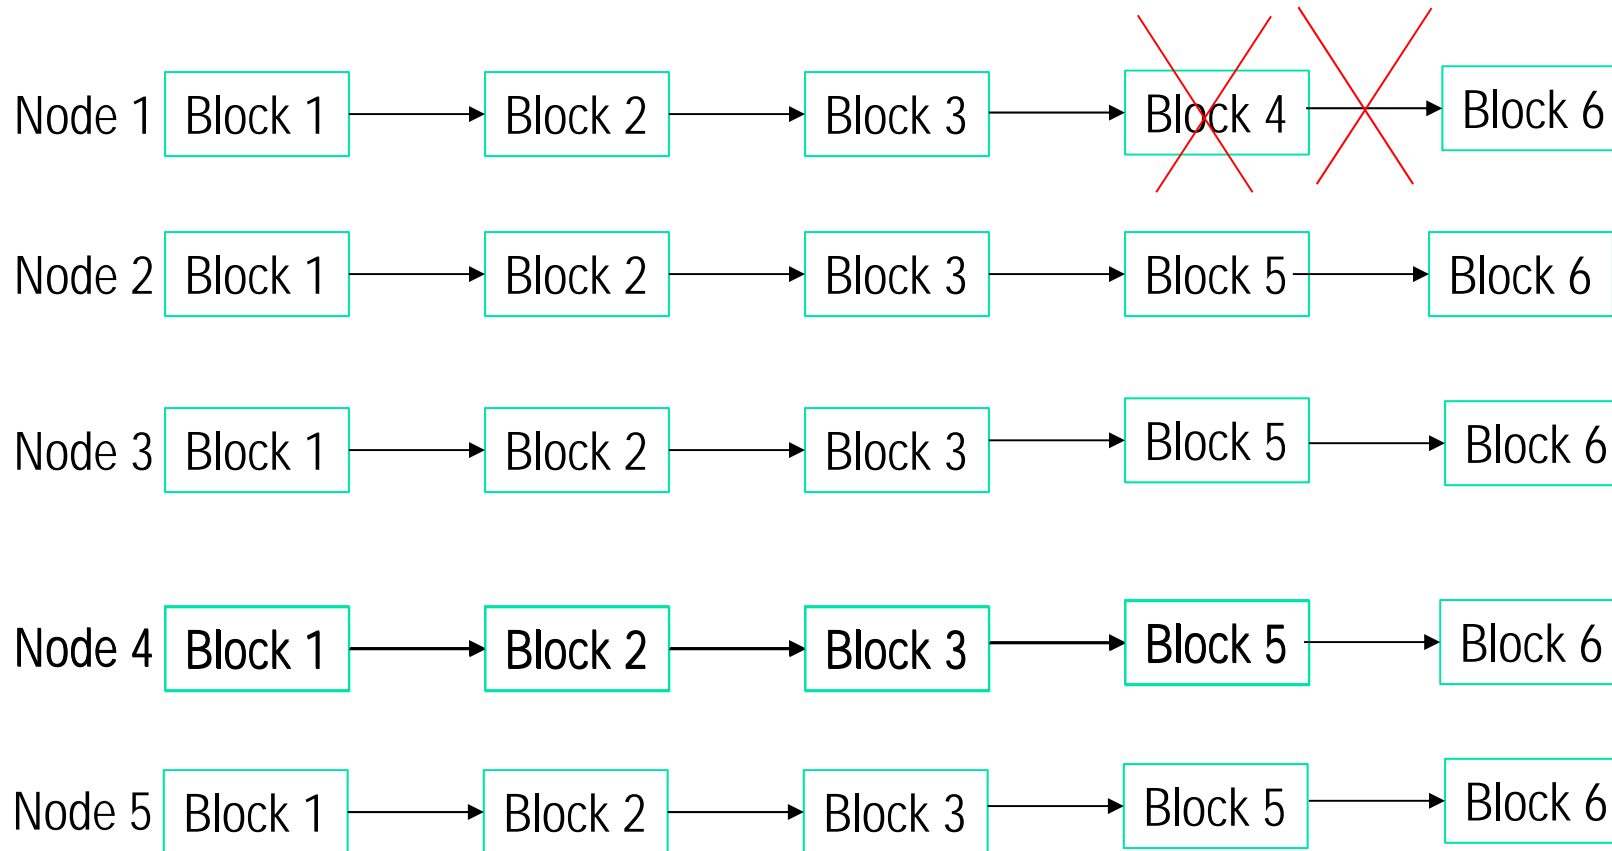 Node 1 Block 1 Block 2 Block 3 Block 4 Block 6
Node 2 Block 1 Block 2 Block 3 Block 5 Block 6
Node 3 Block 1 Block 2 Block 3 Block 5 Block 6
Node 4 Block 1 Block 2 Block 3 Block 5 Block 6
Node 5 Block 1 Block 2 Block 3 Block 5 Block 6